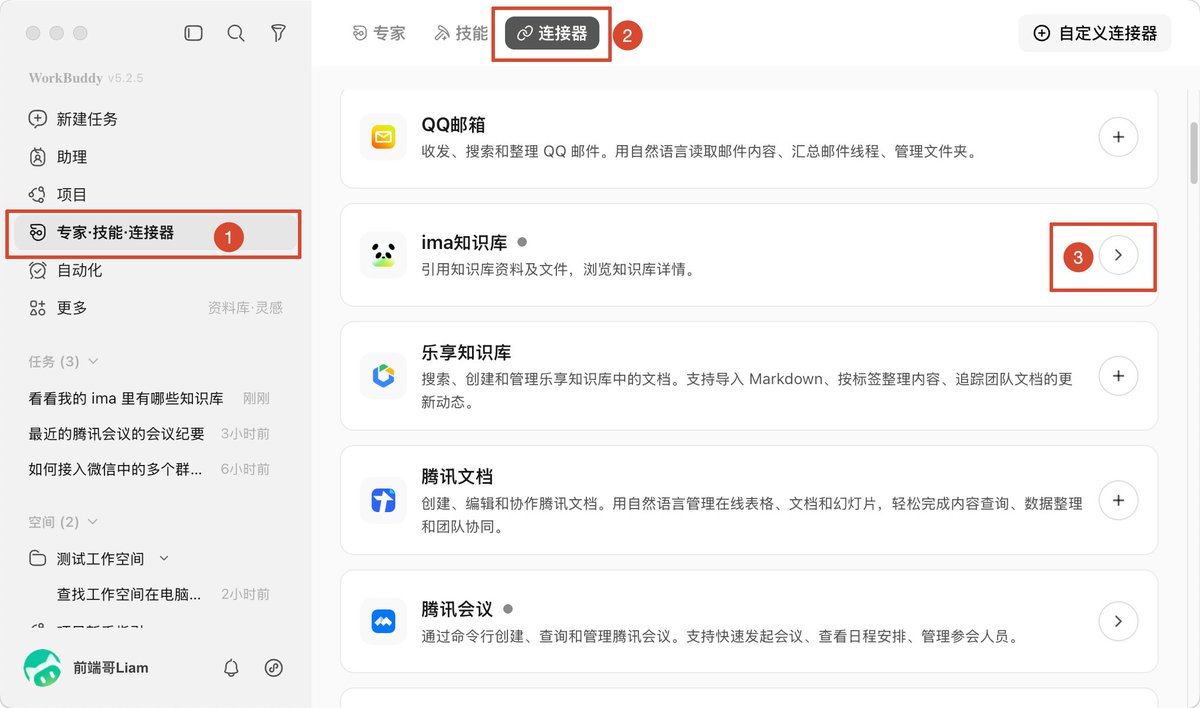 WorkBuddy v5.2.5
新建任务
助理
项目
专家·技能·连接器
1
自动化
更多 资料库·灵感
任务 (3)
看看我的 ima 里有哪些知识库 刚刚
最近的腾讯会议的会议纪要 3小时前
如何接入微信中的多个群... 6小时前
空间 (2)
测试工作空间
查找工作空间在电脑... 2小时前
前端哥Liam
专家
技能
连接器
2
自定义连接器
QQ邮箱
收发、搜索和整理 QQ 邮件。用自然语言读取邮件内容、汇总邮件线程、管理文件夹。
ima知识库
引用知识库资料及文件，浏览知识库详情。
3
乐享知识库
搜索、创建和管理乐享知识库中的文档。支持导入 Markdown、按标签整理内容、追踪团队文档的更
新动态。
腾讯文档
创建、编辑和协作腾讯文档。用自然语言管理在线表格、文档和幻灯片，轻松完成内容查询、数据整理
和团队协同。
腾讯会议
通过命令行创建、查询和管理腾讯会议。支持快速发起会议、查看日程安排、管理参会人员。